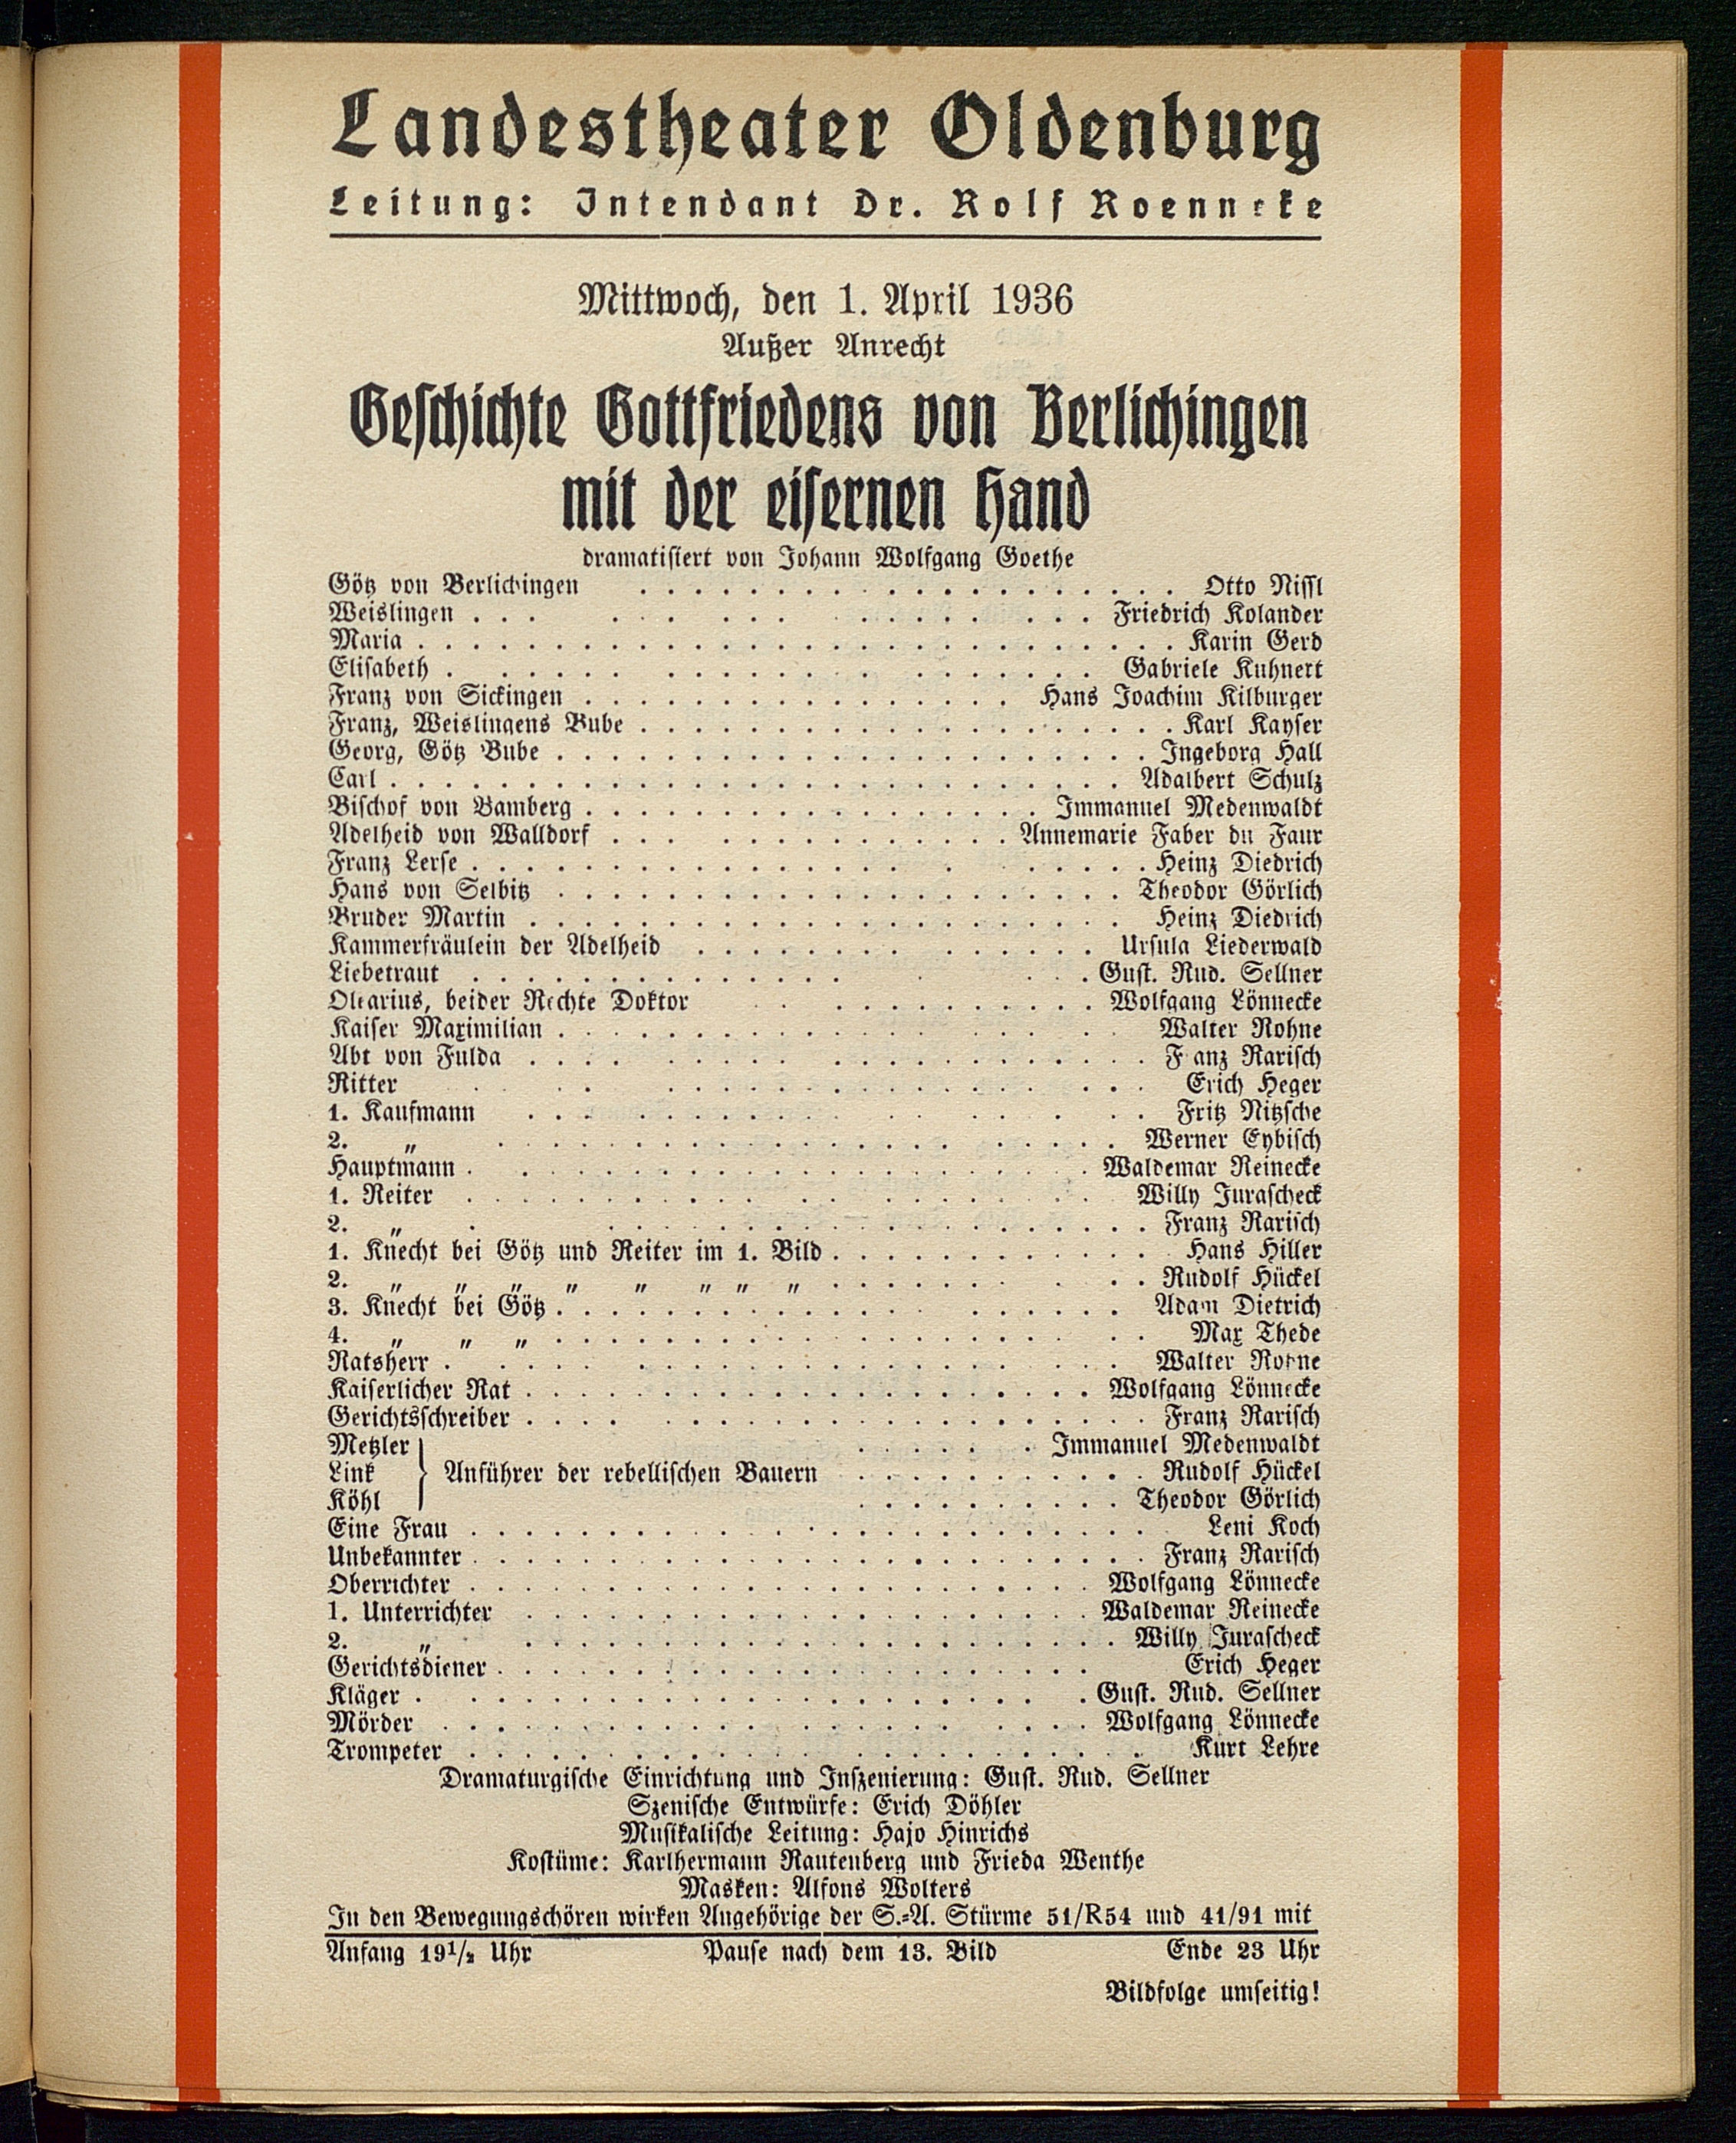 Landestheater Oldenburg
Leitung: Intendant Dr. Rolf Roennecke
Mittwoch, den 1. April 1936
Außer Anrecht
Geschichte Gottfriedens von Berlichingen
mit der eisernen Hand
dramatisiert von Johann Wolfgang Goethe
Götz von Berlichingen . . . . . . . . . . Otto Nissl
Weislingen . . . . . . . . . . Friedrich Kolander
Maria . . . . . . . . . . Karin Gerd
Elisabeth . . . . . . . . . . Gabriele Kuhnert
Franz von Sickingen . . . . . . . . . . Hans Joachim Kilburger
Franz, Weislingens Bube . . . . . . . . . . Karl Kayser
Georg, Götz Bube . . . . . . . . . . Ingeborg Hall
Carl . . . . . . . . . . Adalbert Schulz
Bischof von Bamberg . . . . . . . . . . Immanuel Medenwaldt
Adelheid von Walldorf . . . . . . . . . . Annemarie Faber du Faur
Franz Lerse . . . . . . . . . . Heinz Diedrich
Hans von Selbitz . . . . . . . . . . Theodor Görlich
Bruder Martin . . . . . . . . . . Heinz Diedrich
Kammerfräulein der Adelheid . . . . . . . . . . Ursula Liederwald
Liebetraut . . . . . . . . . . Gust. Rud. Sellner
Olearius, beider Rechte Doktor . . . . . . . . . . Wolfgang Lönnecke
Kaiser Maximilian . . . . . . . . . . Walter Rohne
Abt von Fulda . . . . . . . . . . Franz Rarisch
Ritter . . . . . . . . . . Erich Heger
1. Kaufmann . . . . . . . . . . Fritz Nitzsche
2. " . . . . . . . . . . Werner Eybisch
Hauptmann . . . . . . . . . . Waldemar Reinecke
1. Reiter . . . . . . . . . . Willy Jurascheck
2. " . . . . . . . . . . Franz Rarisch
1. Knecht bei Götz und Reiter im 1. Bild . . . . . . . . . . Hans Hiller
2. " " " " " " " " . . . . . . . . . . Rudolf Hückel
3. Knecht bei Götz . . . . . . . . . . Adam Dietrich
4. " " " . . . . . . . . . . Max Thede
Ratsherr . . . . . . . . . . Walter Rohne
Kaiserlicher Rat . . . . . . . . . . Wolfgang Lönnecke
Gerichtsschreiber . . . . . . . . . . Franz Rarisch
Metzler . . . . . . . Immanuel Medenwaldt
Link } Anführer der rebellischen Bauern . . . . . . . . . . Rudolf Hückel
Köhl . . . . . . . . . . Theodor Görlich
Eine Frau . . . . . . . . . . Leni Koch
Unbekannter . . . . . . . . . . Franz Rarisch
Oberrichter . . . . . . . . . . Wolfgang Lönnecke
1. Unterrichter . . . . . . . . . . Waldemar Reinecke
2. " . . . . . . . . . . Willy Jurascheck
Gerichtsdiener . . . . . . . . . . Erich Heger
Kläger . . . . . . . . . . Gust. Rud. Sellner
Mörder . . . . . . . . . . Wolfgang Lönnecke
Trompeter . . . . . . . . . . Kurt Lehre
Dramaturgische Einrichtung und Inszenierung: Gust. Rud. Sellner
Szenische Entwürfe: Erich Döhler
Musikalische Leitung: Hajo Hinrichs
Kostüme: Karlhermann Rautenberg und Frieda Wenthe
Masken: Alfons Wolters
In den Bewegungschören wirken Angehörige der S.-A. Stürme 51/R54 und 41/91 mit
Anfang 19 1/2 Uhr Pause nach dem 13. Bild Ende 23 Uhr
Bildfolge umseitig!